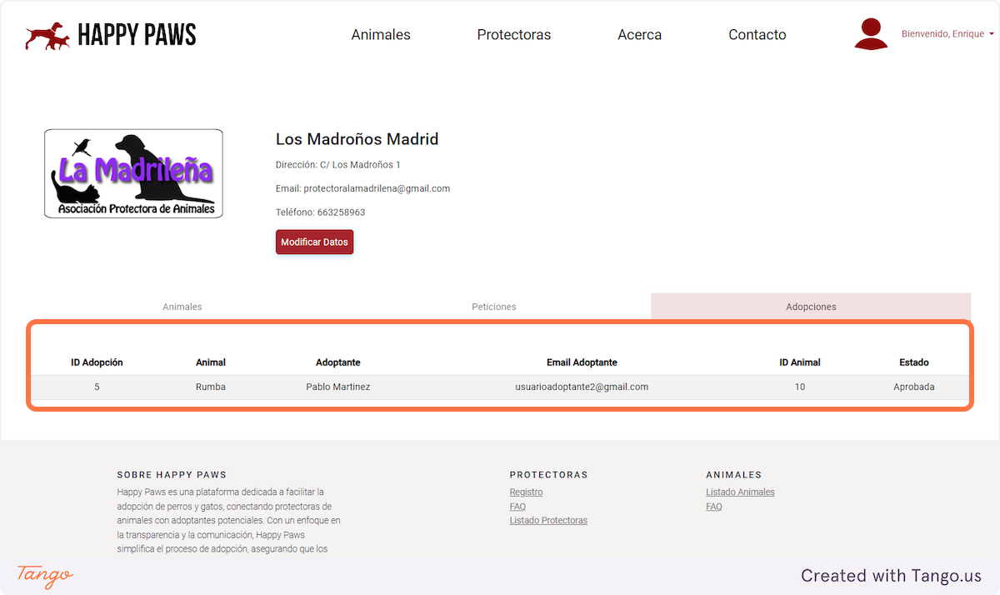 HAPPY PAWS
Animales Protectoras Acerca Contacto Bienvenido, Enrique
La Madrileña
Asociación Protectora de Animales
Los Madroños Madrid
Dirección: C/ Los Madroños 1
Email: protectoralamadrilena@gmail.com
Teléfono: 663258963
Modificar Datos
Animales Peticiones Adopciones
ID Adopción Animal Adoptante Email Adoptante ID Animal Estado
5 Rumba Pablo Martinez usuarioadoptante2@gmail.com 10 Aprobada
SOBRE HAPPY PAWS
Happy Paws es una plataforma dedicada a facilitar la
adopción de perros y gatos, conectando protectoras de
animales con adoptantes potenciales. Con un enfoque en
la transparencia y la comunicación, Happy Paws
simplifica el proceso de adopción, asegurando que los
PROTECTORAS
Registro
FAQ
Listado Protectoras
ANIMALES
Listado Animales
FAQ
Tango
Created with Tango.us